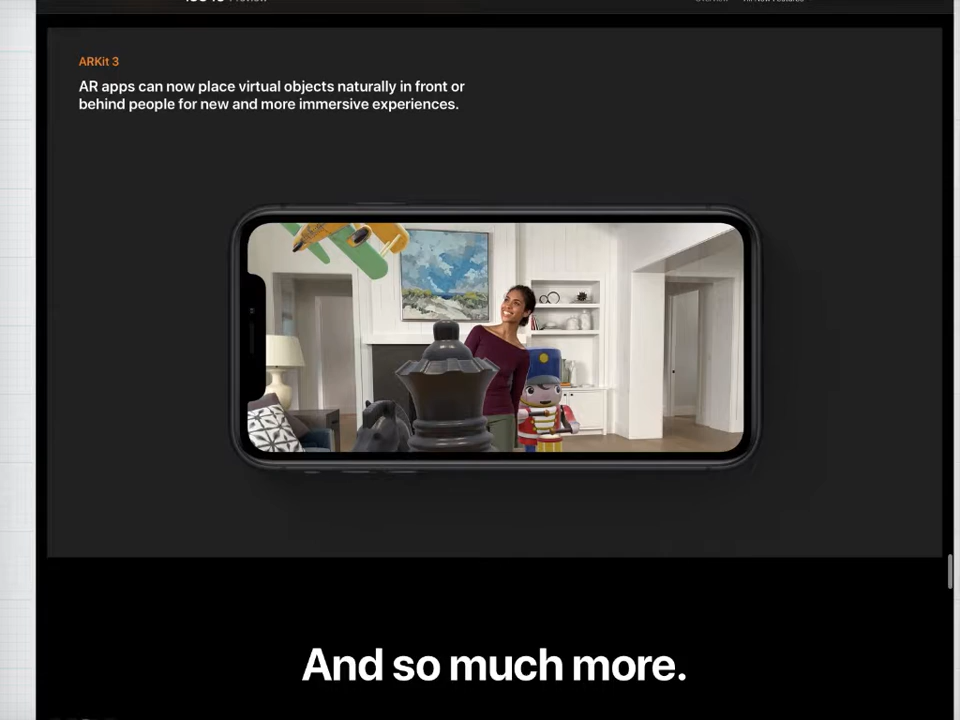 ARKit 3
AR apps can now place virtual objects naturally in front or
behind people for new and more immersive experiences.
And so much more.